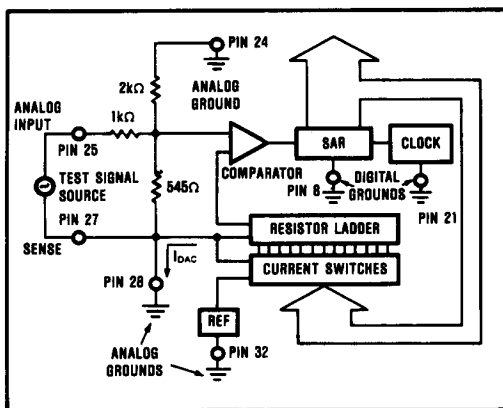 PIN 24
2kΩ
ANALOG
GROUND
ANALOG
INPUT
1kΩ
PIN 25
COMPARATOR
SAR
CLOCK
TEST SIGNAL
SOURCE
545Ω
PIN 8
DIGITAL
GROUNDS
PIN 21
PIN 27
SENSE
RESISTOR LADDER
IDAC
CURRENT SWITCHES
PIN 28
REF
ANALOG
GROUNDS
PIN 32